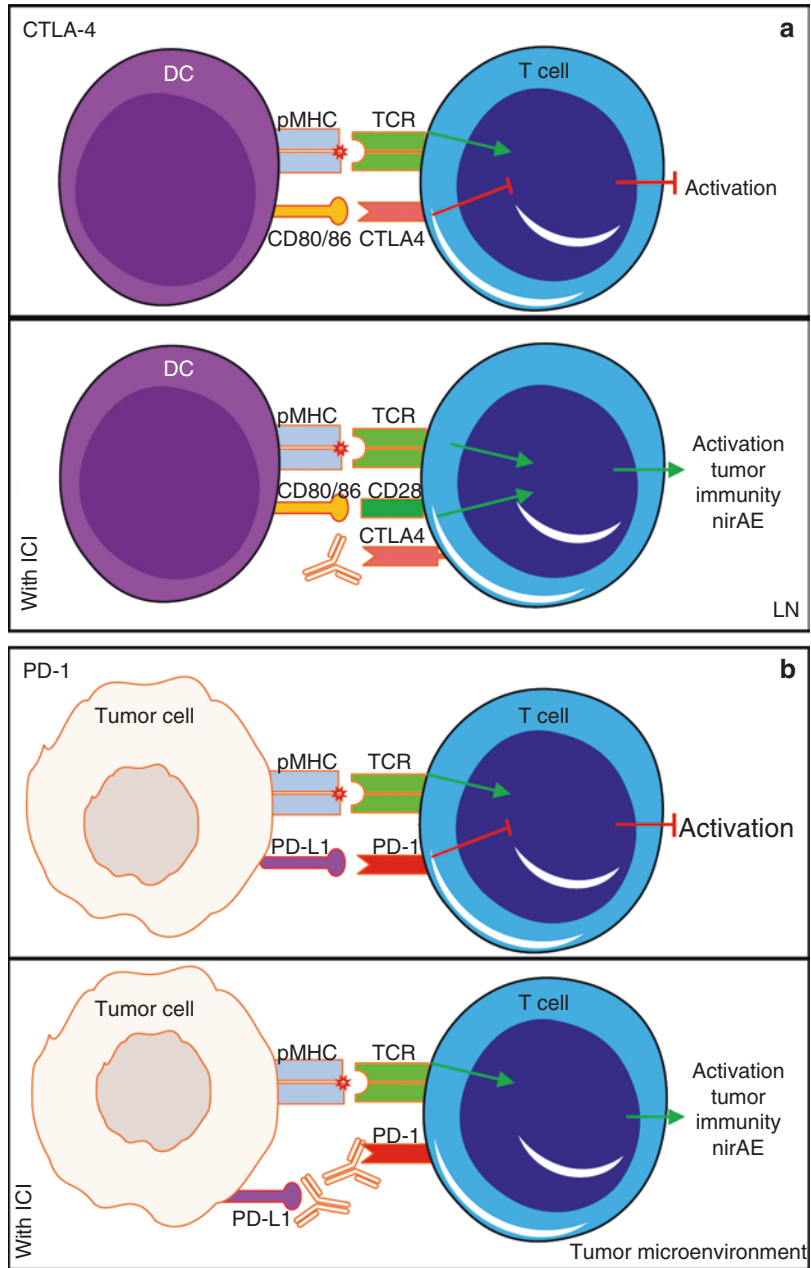 CTLA-4
a
DC
T cell
pMHC
TCR
CD80/86
CTLA4
Activation
DC
T cell
pMHC
TCR
CD80/86
CD28
CTLA4
Activation
tumor
immunity
nirAE
With ICI
LN
PD-1
b
Tumor cell
T cell
pMHC
TCR
PD-L1
PD-1
Activation
Tumor cell
T cell
pMHC
TCR
PD-1
PD-L1
Activation
tumor
immunity
nirAE
With ICI
Tumor microenvironment